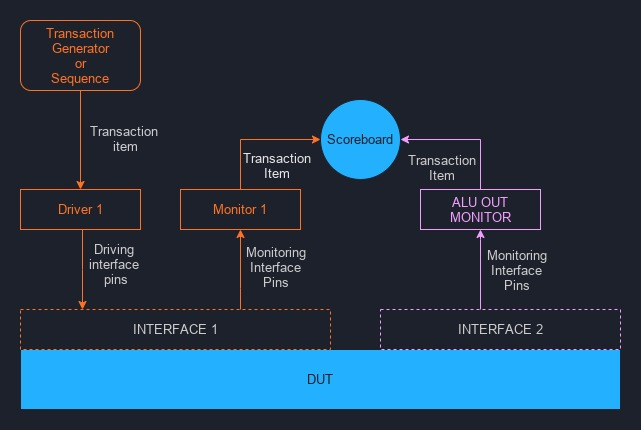 Transaction
Generator
or
Sequence
Transaction
item
Scoreboard
Transaction
Item
Transaction
Item
Driver 1
Monitor 1
ALU OUT
MONITOR
Driving
interface
pins
Monitoring
Interface
Pins
Monitoring
Interface
Pins
INTERFACE 1
INTERFACE 2
DUT